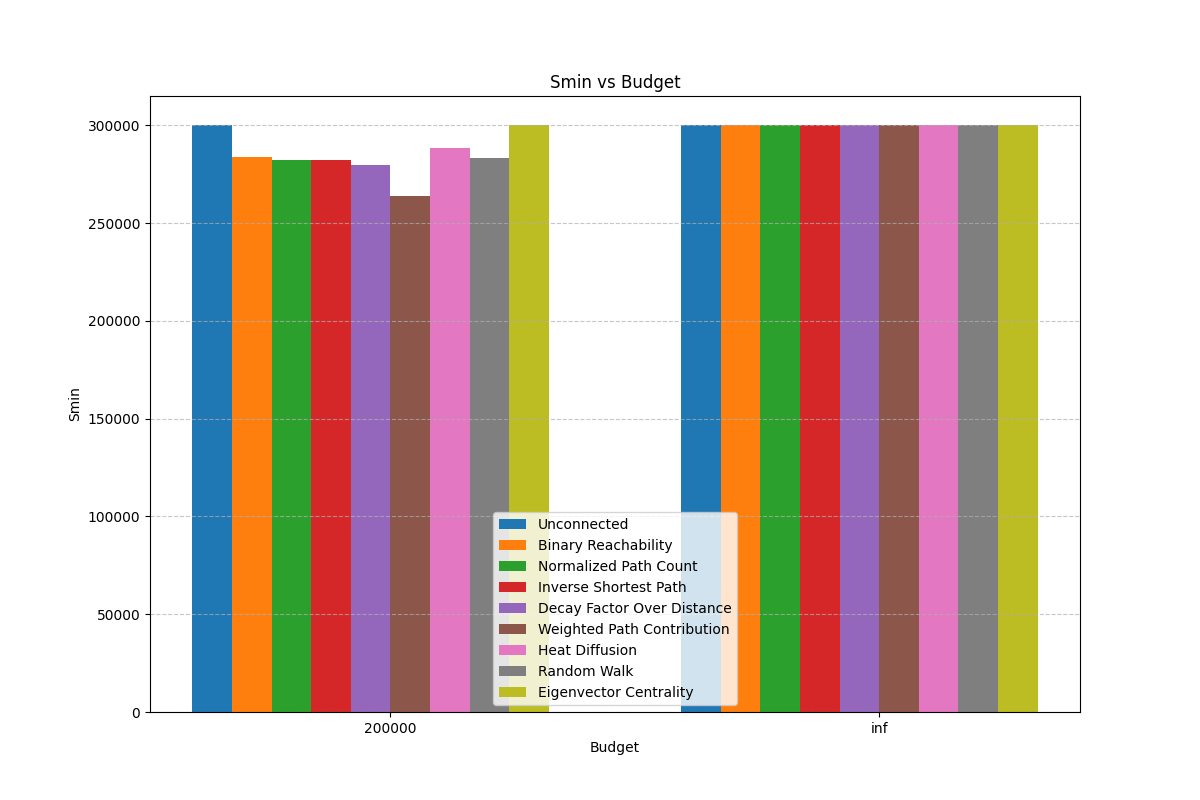 Smin vs Budget
Smin
300000
250000
200000
150000
100000
50000
0
Unconnected
Binary Reachability
Normalized Path Count
Inverse Shortest Path
Decay Factor Over Distance
Weighted Path Contribution
Heat Diffusion
Random Walk
Eigenvector Centrality
200000
inf
Budget